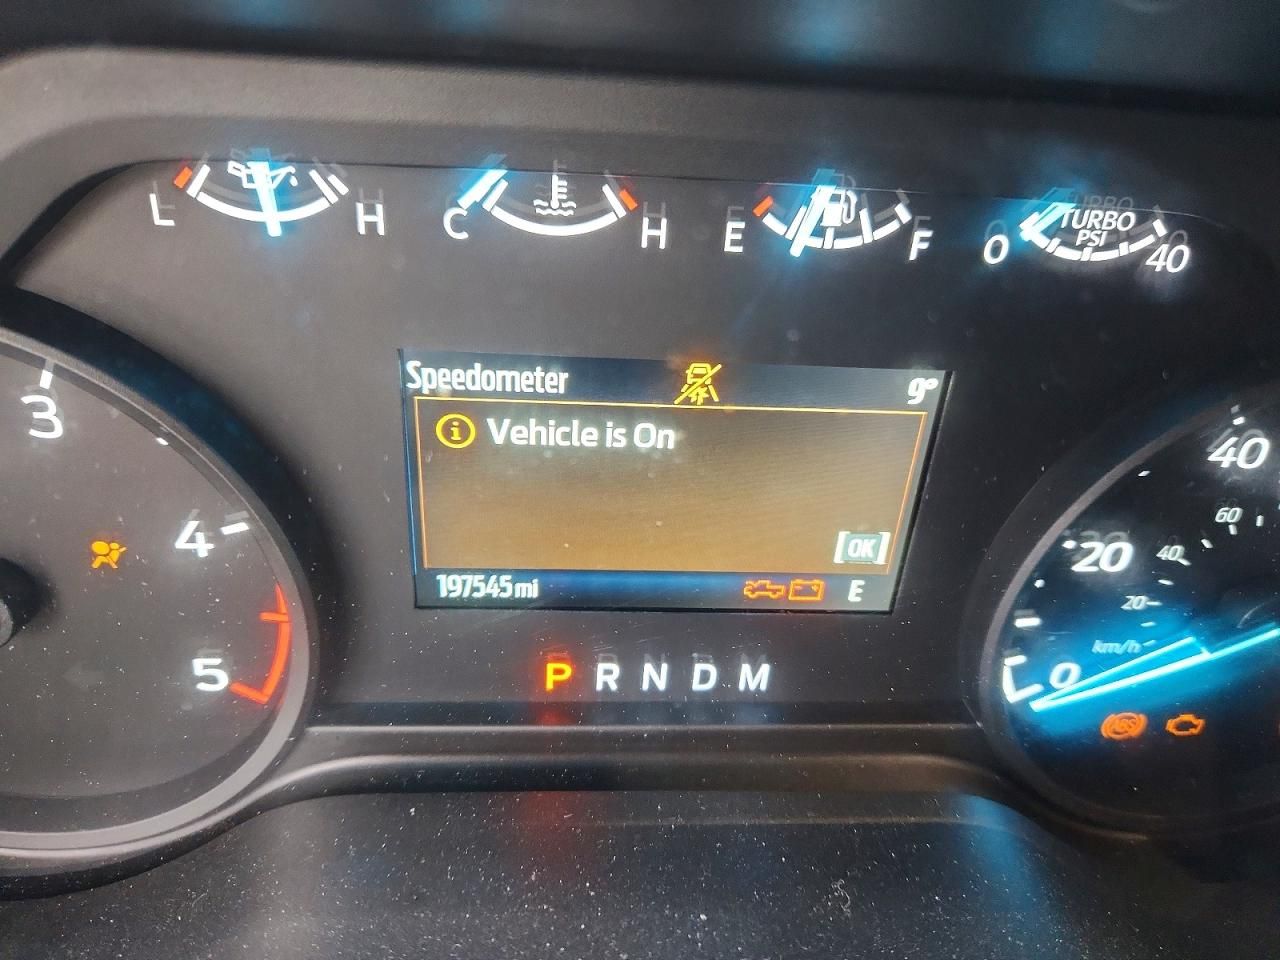 L H C H E F 0 TURBO PSI 40
Speedometer 9°
Vehicle is On
[OK]
197545 mi E
P R N D M
3
4
5
40
60
20
40
20
km/h
0
ABS